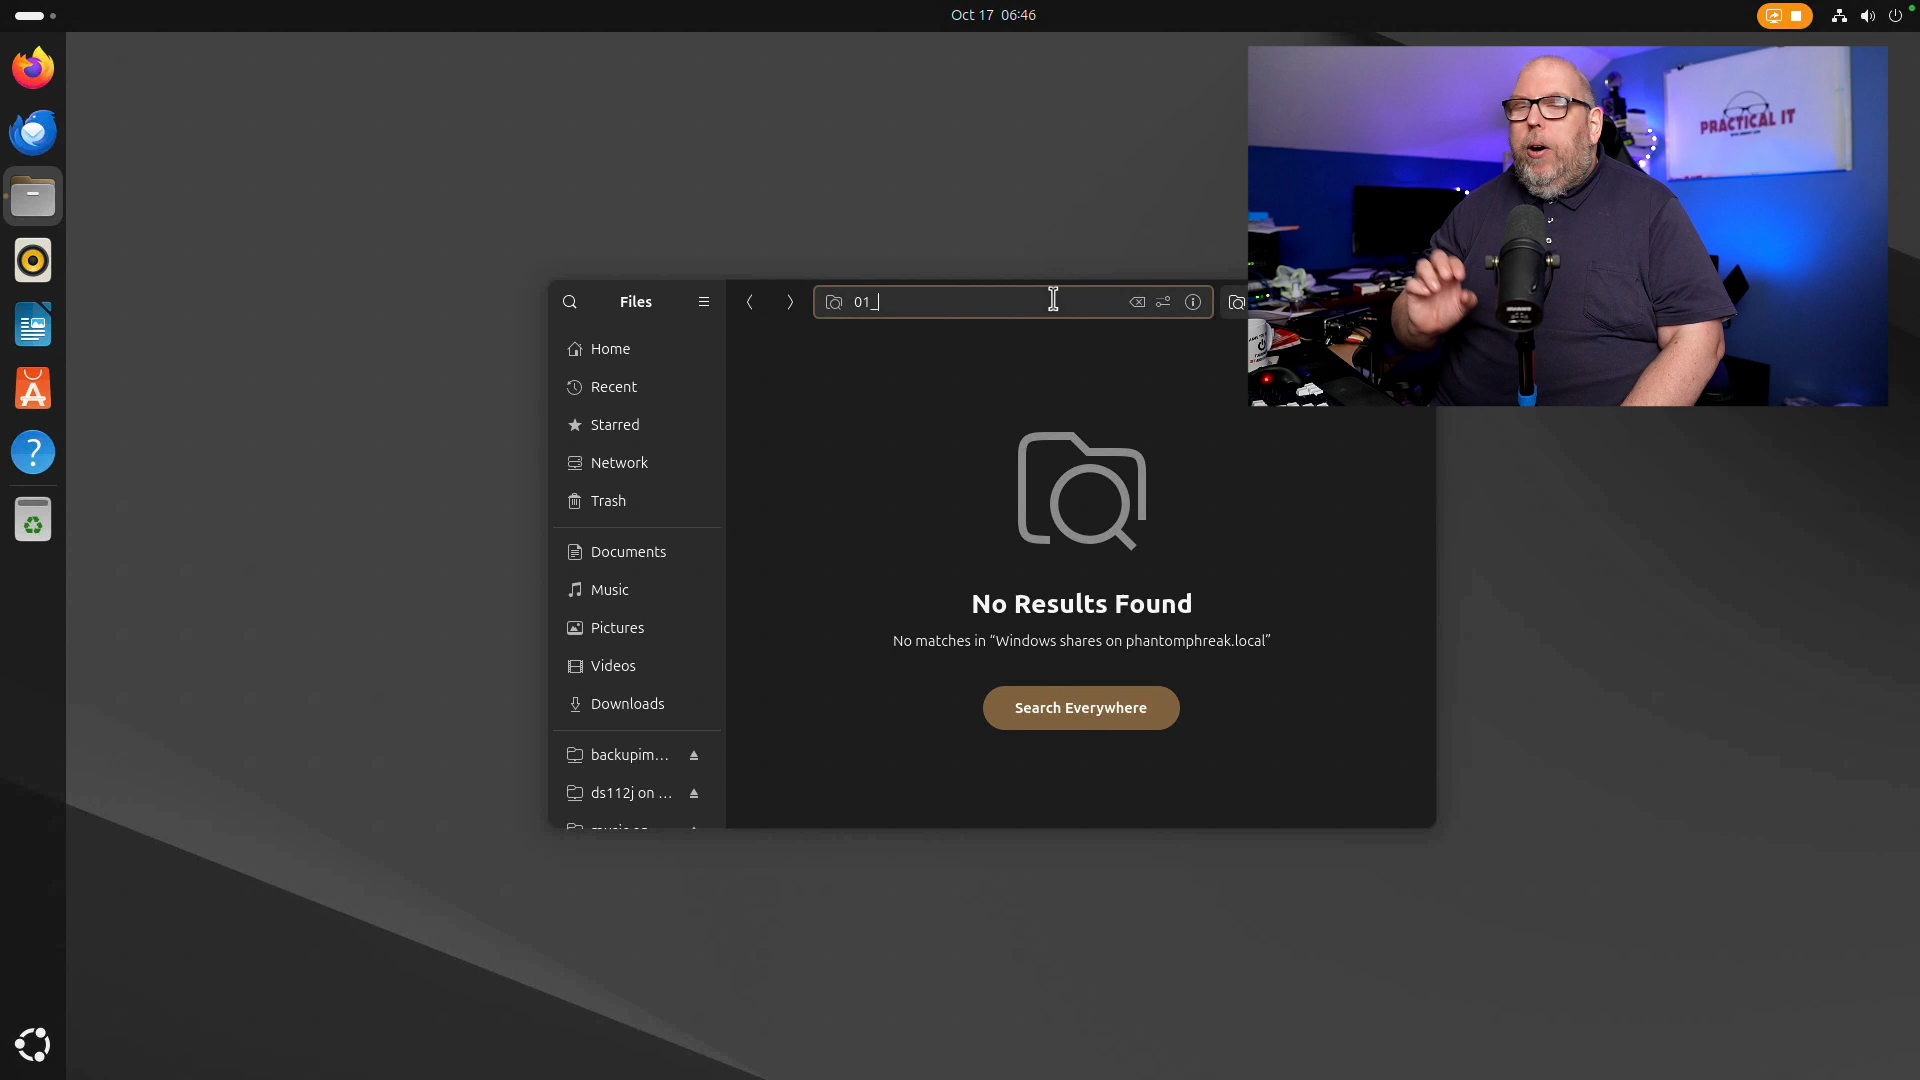 Oct 17 06:46
PRACTICAL IT
Files
01_
Home
Recent
Starred
Network
Trash
Documents
Music
Pictures
Videos
Downloads
backupim...
ds112j on ...
No Results Found
No matches in “Windows shares on phantomphreak.local”
Search Everywhere